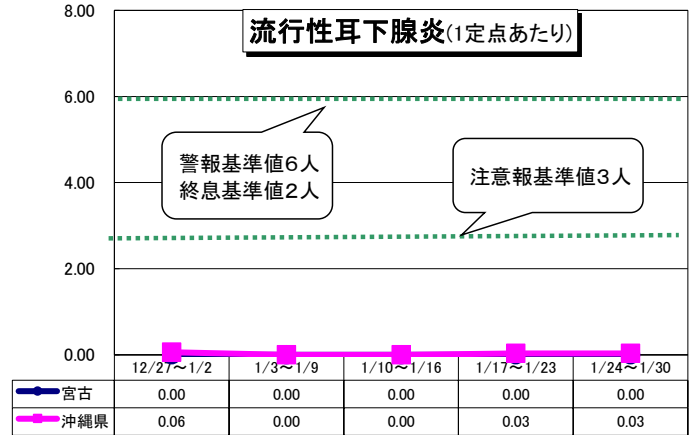 流行性耳下腺炎(1定点あたり)
8.00
6.00
警報基準値6人
終息基準値2人
注意報基準値3人
4.00
2.00
0.00
12/27～1/2 1/3～1/9 1/10～1/16 1/17～1/23 1/24～1/30
宮古 0.00 0.00 0.00 0.00 0.00
沖縄県 0.06 0.00 0.00 0.03 0.03